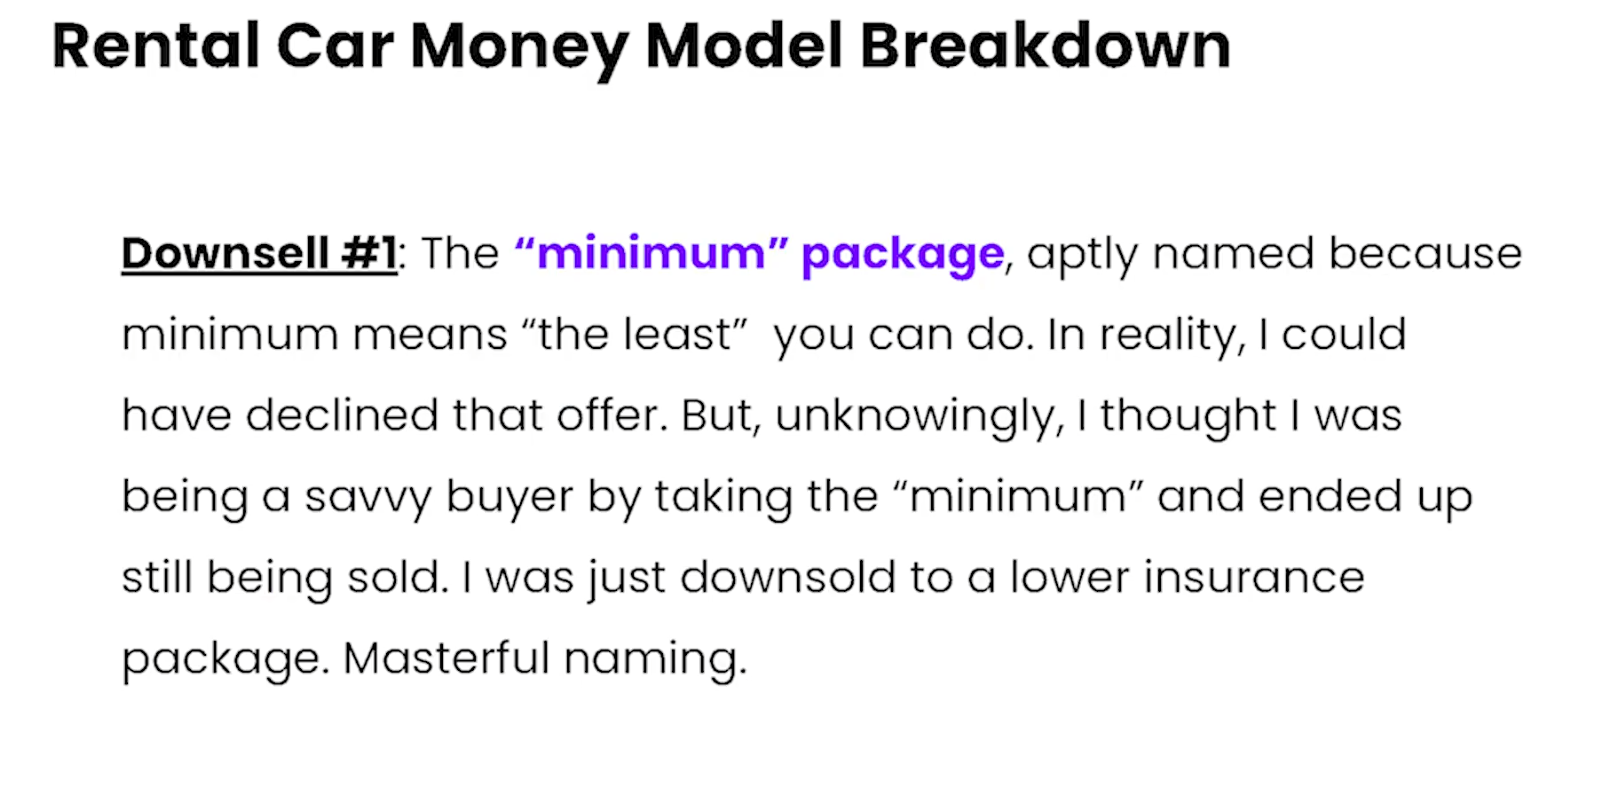 Rental Car Money Model Breakdown
Downsell #1: The “minimum” package, aptly named because
minimum means “the least”  you can do. In reality, I could
have declined that offer. But, unknowingly, I thought I was
being a savvy buyer by taking the “minimum” and ended up
still being sold. I was just downsold to a lower insurance
package. Masterful naming.